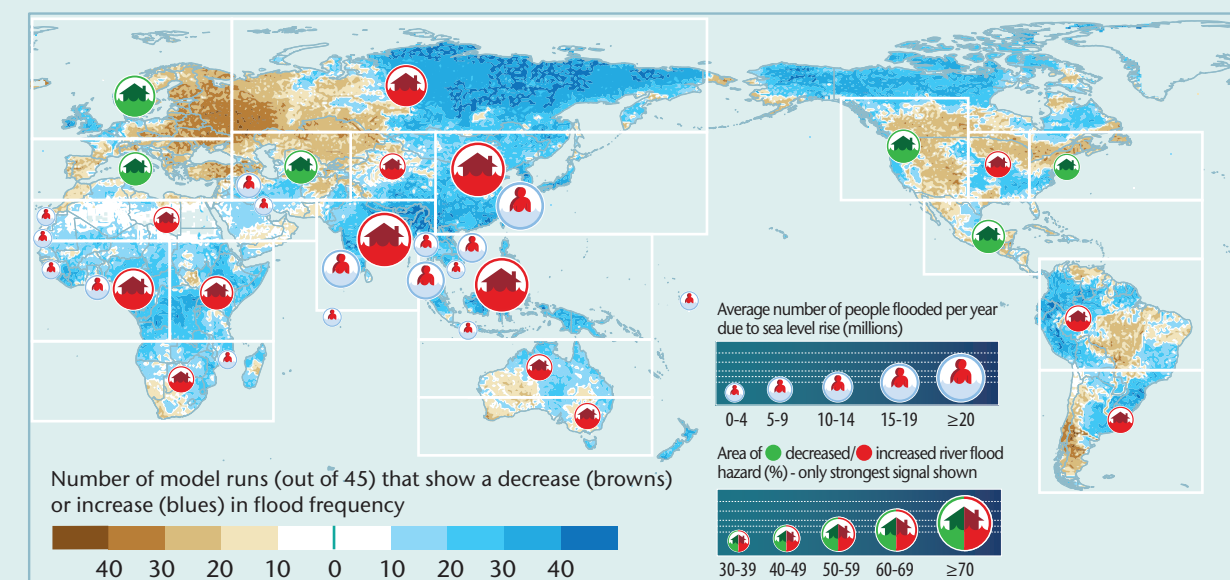 Average number of people flooded per year
due to sea level rise (millions)
0-4 5-9 10-14 15-19 ≥20
Area of decreased/ increased river flood
hazard (%) - only strongest signal shown
30-39 40-49 50-59 60-69 ≥70
Number of model runs (out of 45) that show a decrease (browns)
or increase (blues) in flood frequency
40 30 20 10 0 10 20 30 40